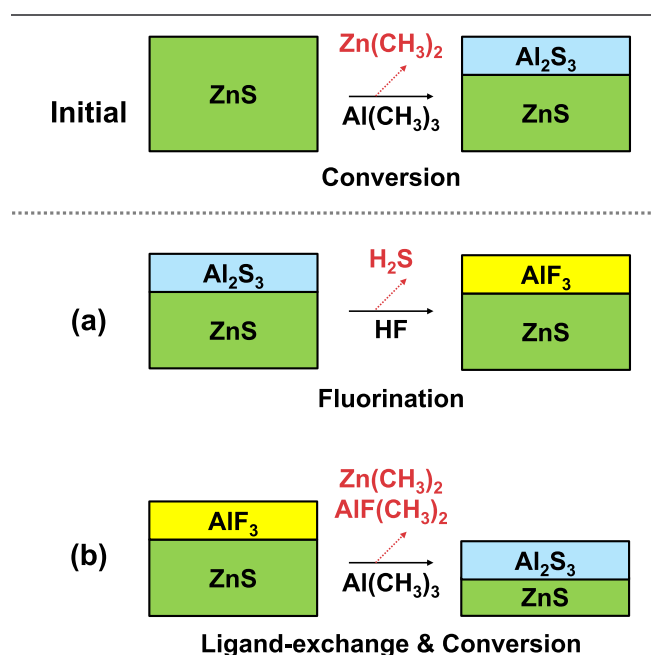 Zn(CH₃)₂
ZnS
Al₂S₃
Initial
Al(CH₃)₃
ZnS
Conversion
Al₂S₃
H₂S
AlF₃
(a)
ZnS
HF
ZnS
Fluorination
Zn(CH₃)₂
AlF(CH₃)₂
AlF₃
(b)
ZnS
Al(CH₃)₃
Al₂S₃
ZnS
Ligand-exchange & Conversion